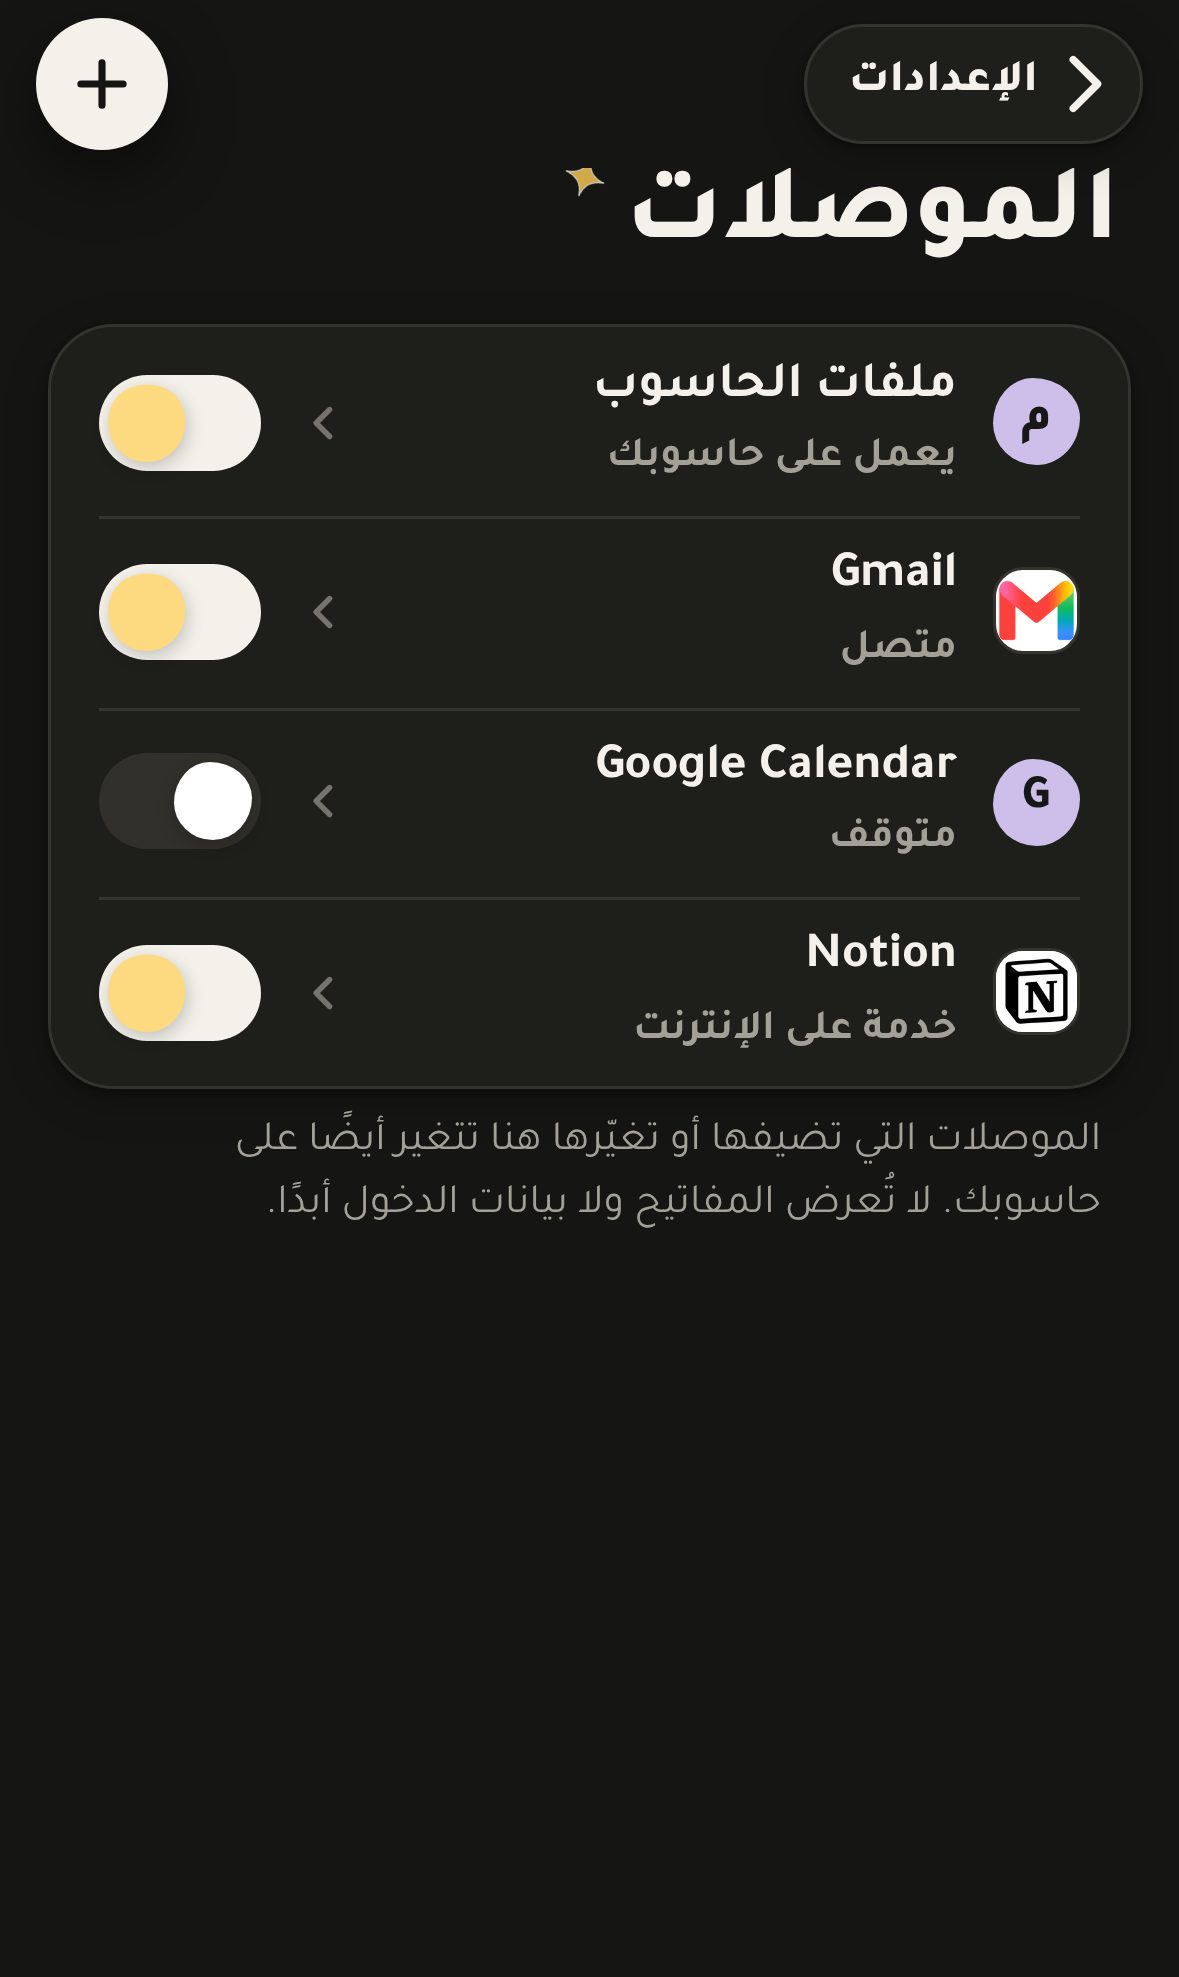 الإعدادات
الموصلات
م
ملفات الحاسوب
يعمل على حاسوبك
Gmail
متصل
G
Google Calendar
متوقف
N
Notion
خدمة على الإنترنت
الموصلات التي تضيفها أو تغيّرها هنا تتغير أيضًا على
حاسوبك. لا تُعرض المفاتيح ولا بيانات الدخول أبدًا.